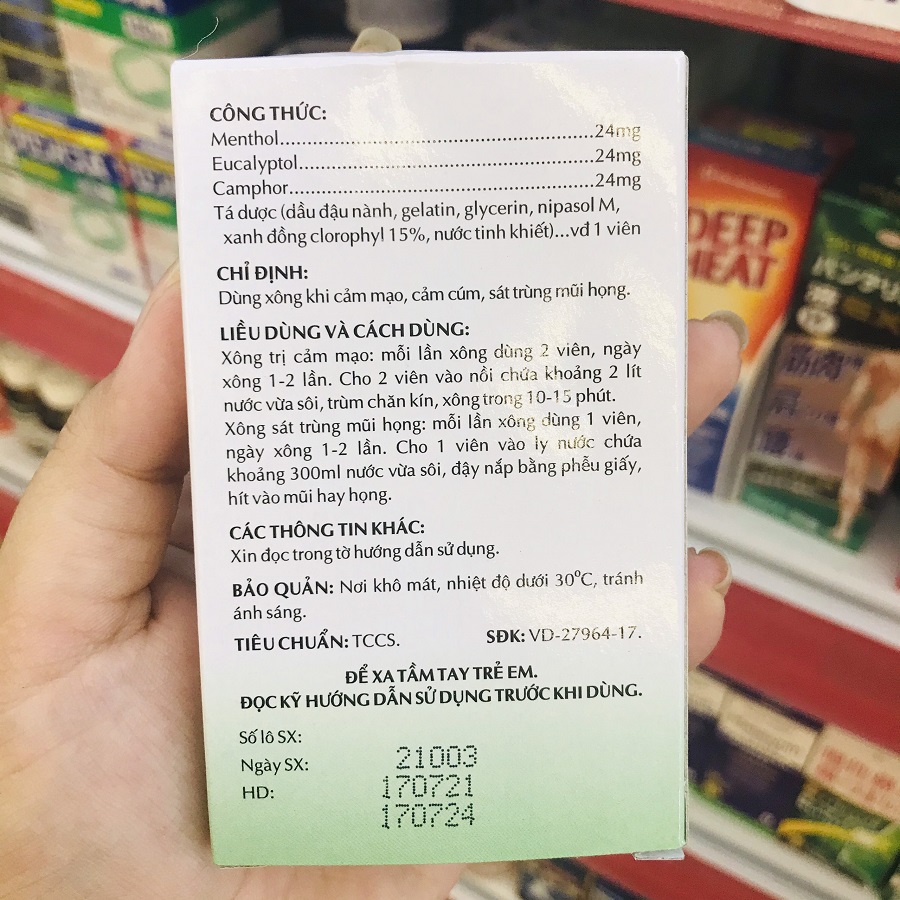 CÔNG THỨC:
Menthol................................................24mg
Eucalyptol.............................................24mg
Camphor...............................................24mg
Tá dược (dầu đậu nành, gelatin, glycerin, nipasol M,
xanh đồng clorophyl 15%, nước tinh khiết)...vđ 1 viên
CHỈ ĐỊNH:
Dùng xông khi cảm mạo, cảm cúm, sát trùng mũi họng.
LIỀU DÙNG VÀ CÁCH DÙNG:
Xông trị cảm mạo: mỗi lần xông dùng 2 viên, ngày
xông 1-2 lần. Cho 2 viên vào nồi chứa khoảng 2 lít
nước vừa sôi, trùm chăn kín, xông trong 10-15 phút.
Xông sát trùng mũi họng: mỗi lần xông dùng 1 viên,
ngày xông 1-2 lần. Cho 1 viên vào ly nước chứa
khoảng 300ml nước vừa sôi, đậy nắp bằng phễu giấy,
hít vào mũi hay họng.
CÁC THÔNG TIN KHÁC:
Xin đọc trong tờ hướng dẫn sử dụng.
BẢO QUẢN: Nơi khô mát, nhiệt độ dưới 30°C, tránh
ánh sáng.
TIÊU CHUẨN: TCCS. SĐK: VD-27964-17.
ĐỂ XA TẦM TAY TRẺ EM.
ĐỌC KỸ HƯỚNG DẪN SỬ DỤNG TRƯỚC KHI DÙNG.
Số lô SX: 21003
Ngày SX: 170721
HD: 170724
DEEP
HEAT
筋肉
肩